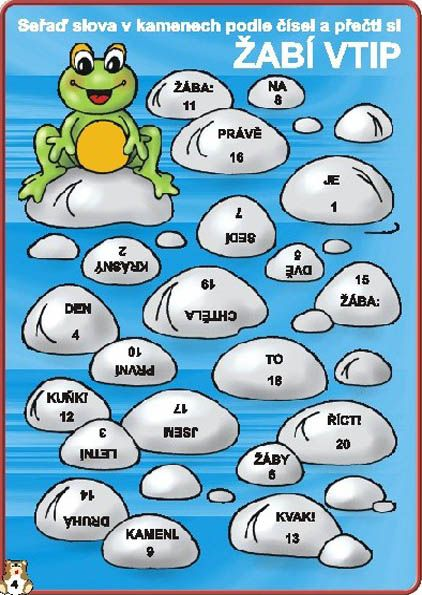 Seřaď slova v kamenech podle čísel a přečti si
ŽABÍ VTIP
ŽÁBA:
11
NA
8
PRÁVĚ
16
JE
1
7
SEDÍ
2
KRÁSNÝ
5
DVĚ
19
CHTĚLA
15
ŽÁBA:
DEN
4
10
PRVNÍ
TO
18
KUŇK!
12
17
JSEM
ŘÍCT!
20
3
LETNÍ
ŽÁBY
6
14
DRUHÁ
KAMENI.
9
KVAK!
13
4